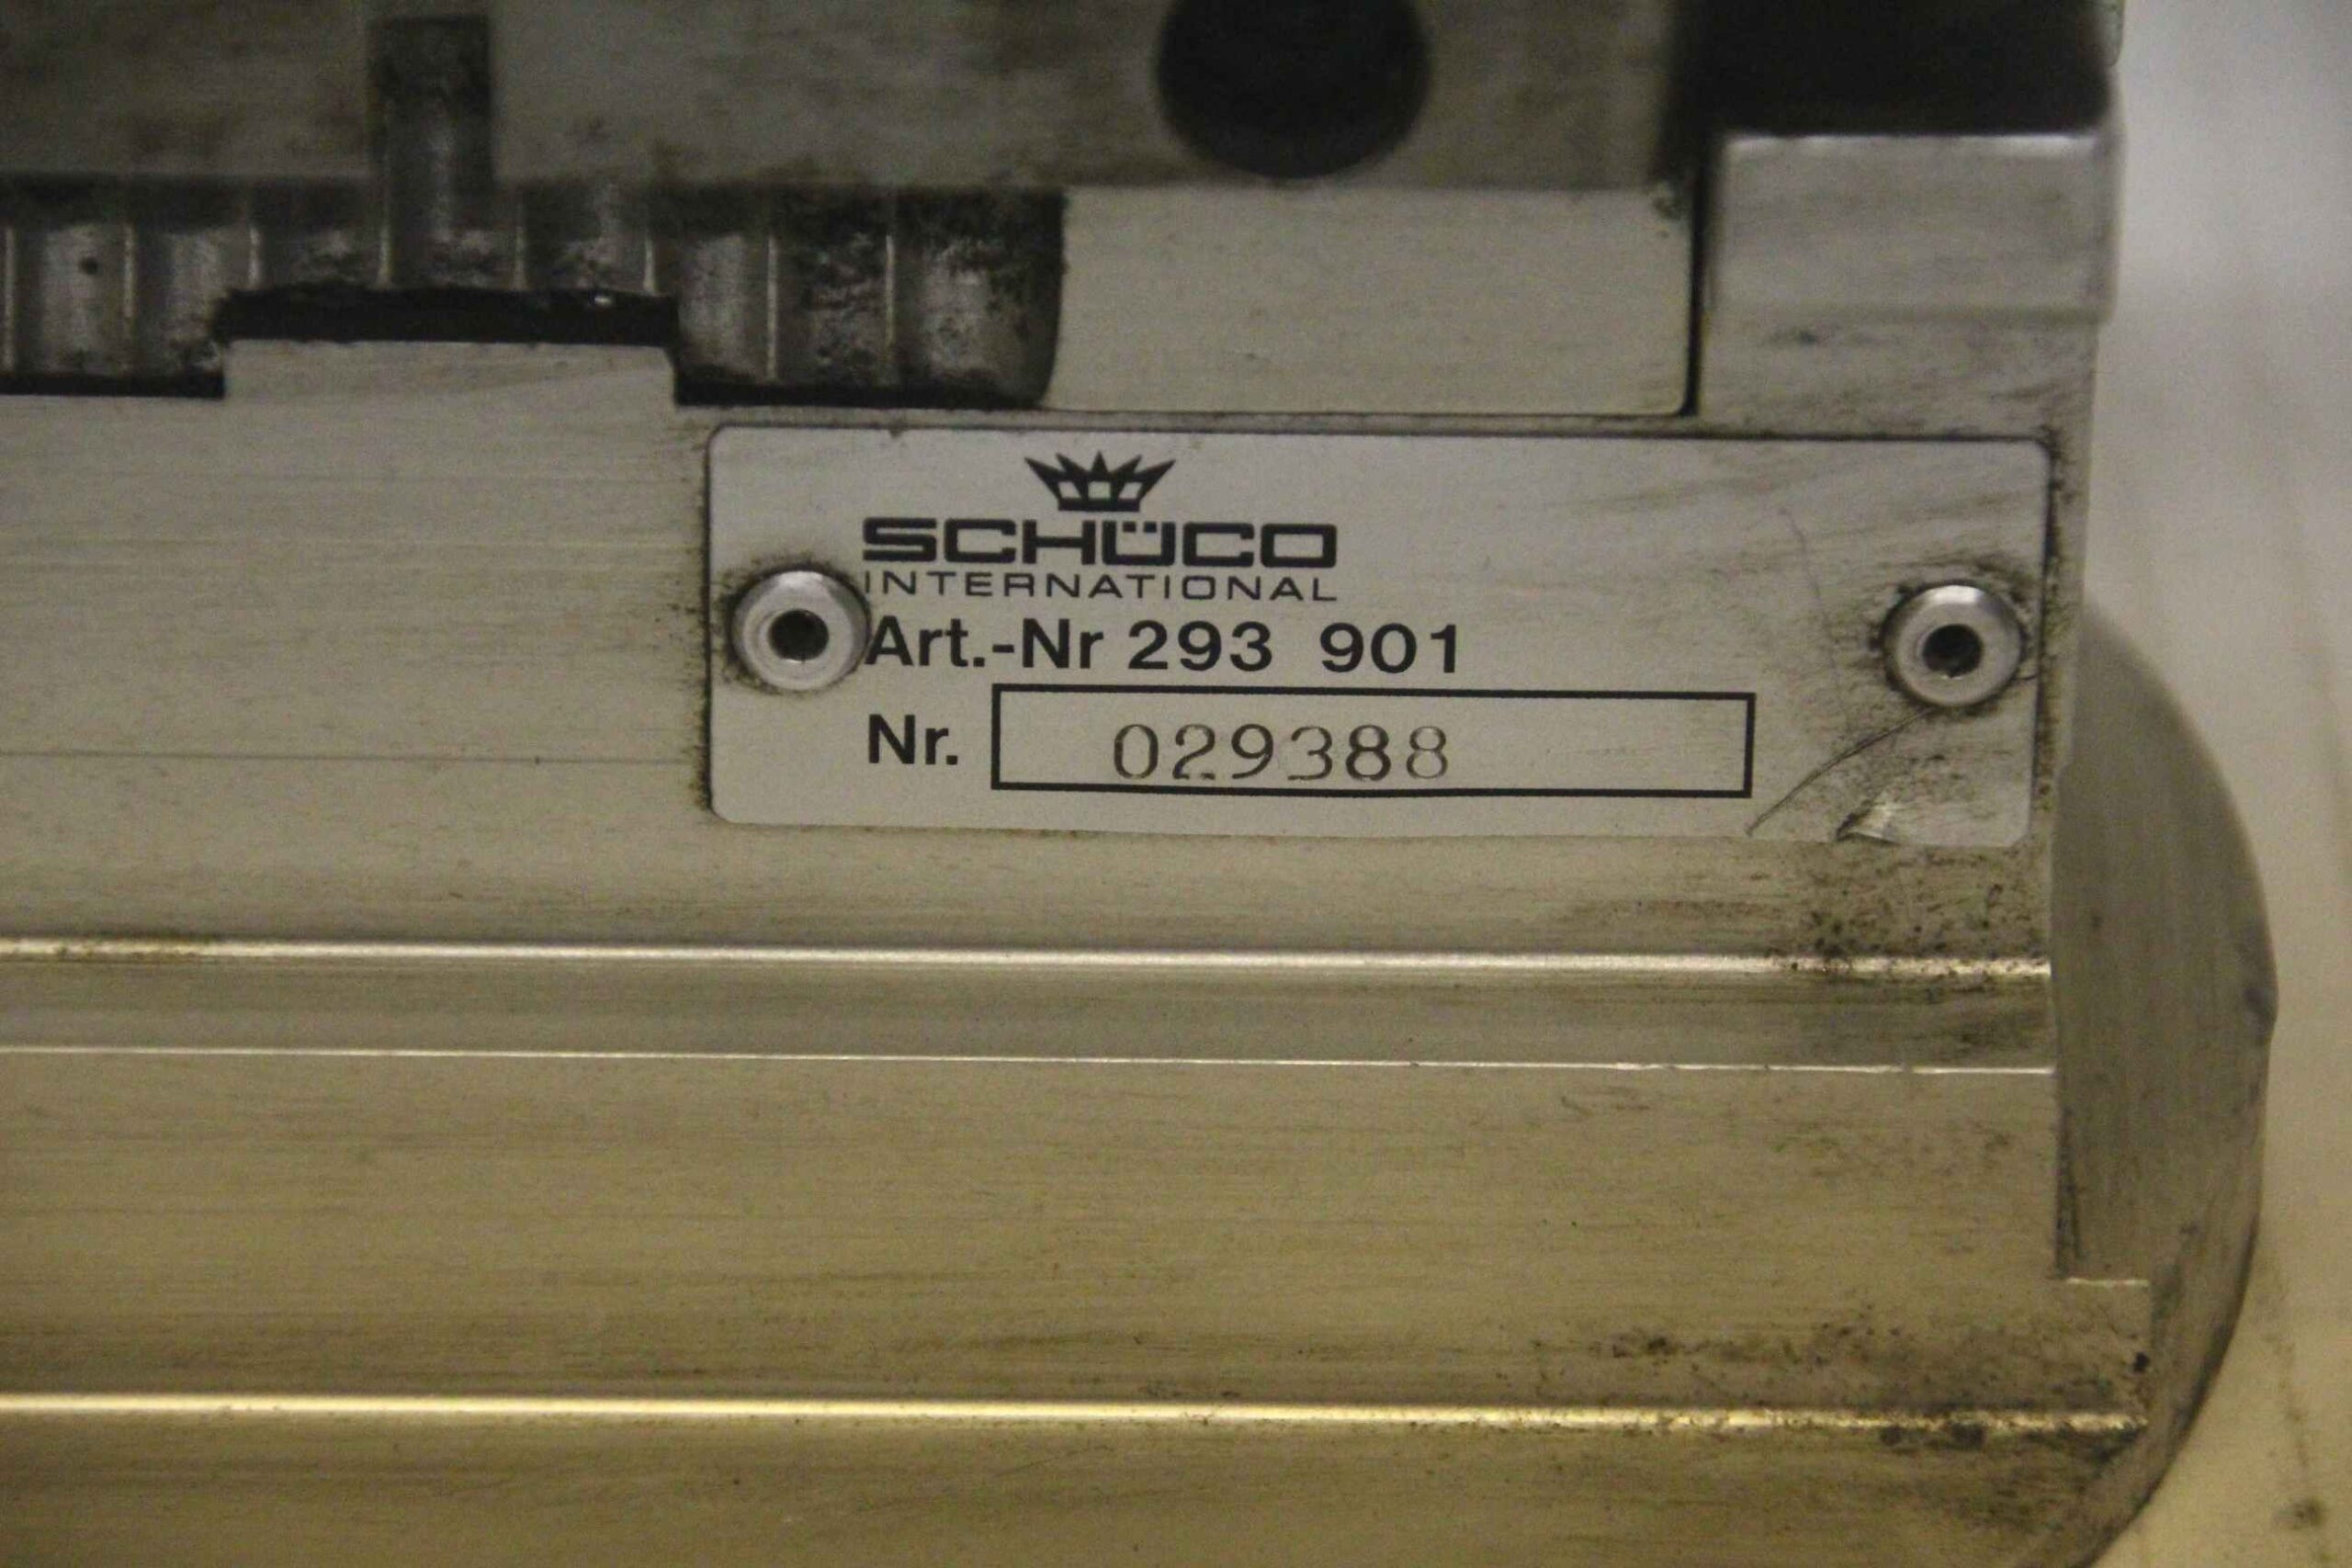 SCHÜCO
INTERNATIONAL
Art.-Nr 293 901
Nr. 029388